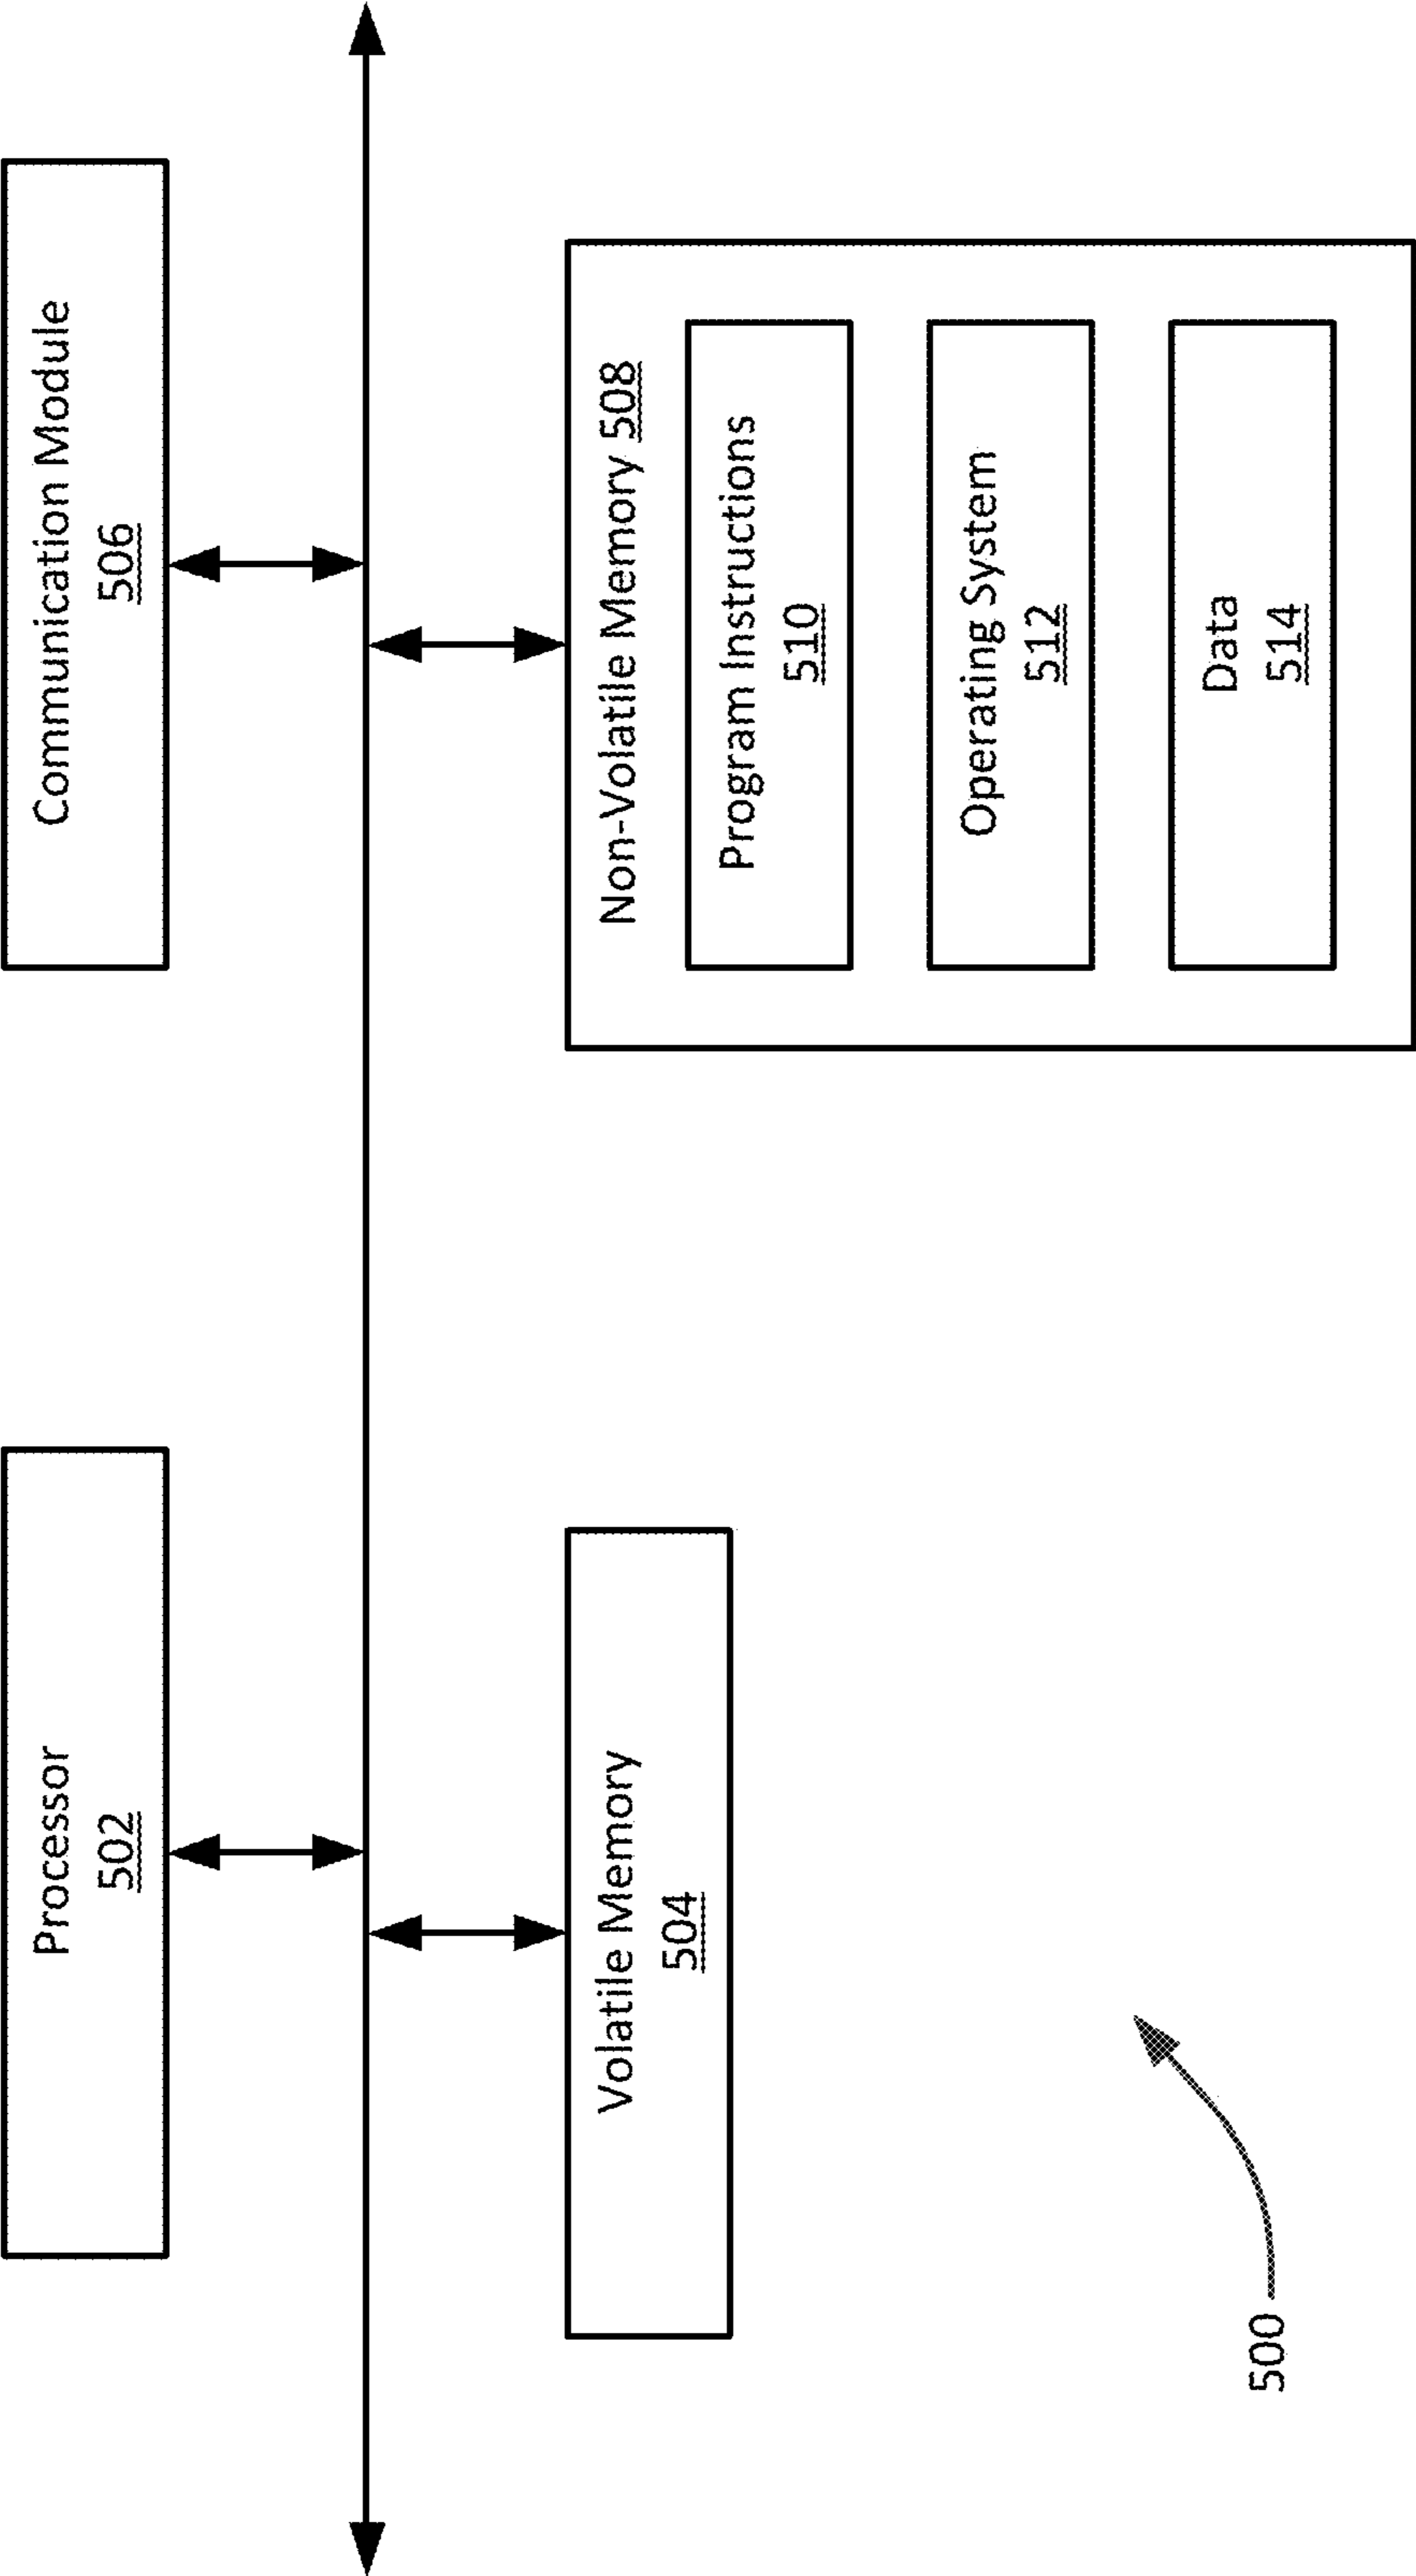 Processor
502
Communication Module
506
Volatile Memory
504
Non-Volatile Memory 508
Program Instructions
510
Operating System
512
Data
514
500